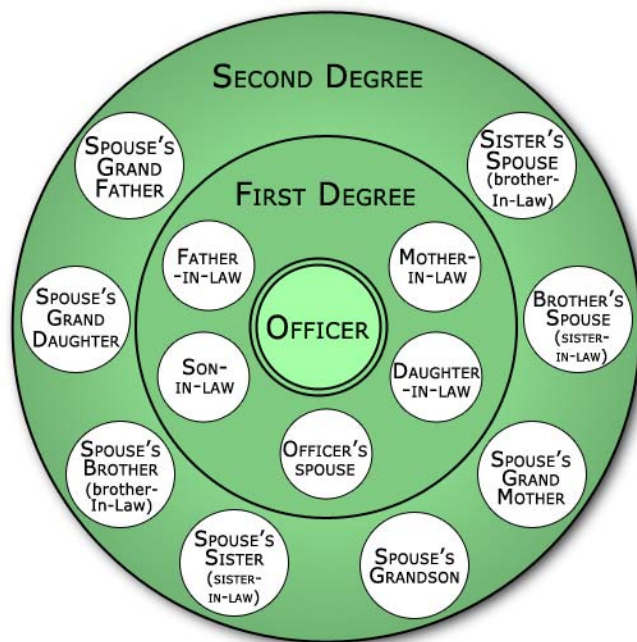 SECOND DEGREE
SPOUSE'S
GRAND
FATHER
SISTER'S
SPOUSE
(brother-
In-Law)
FIRST DEGREE
FATHER
-IN-LAW
MOTHER-
IN-LAW
SPOUSE'S
GRAND
DAUGHTER
OFFICER
BROTHER'S
SPOUSE
(SISTER-
IN-LAW)
SON-
IN-LAW
DAUGHTER
-IN-LAW
OFFICER'S
SPOUSE
SPOUSE'S
BROTHER
(brother-
In-Law)
SPOUSE'S
GRAND
MOTHER
SPOUSE'S
SISTER
(SISTER-
IN-LAW)
SPOUSE'S
GRANDSON